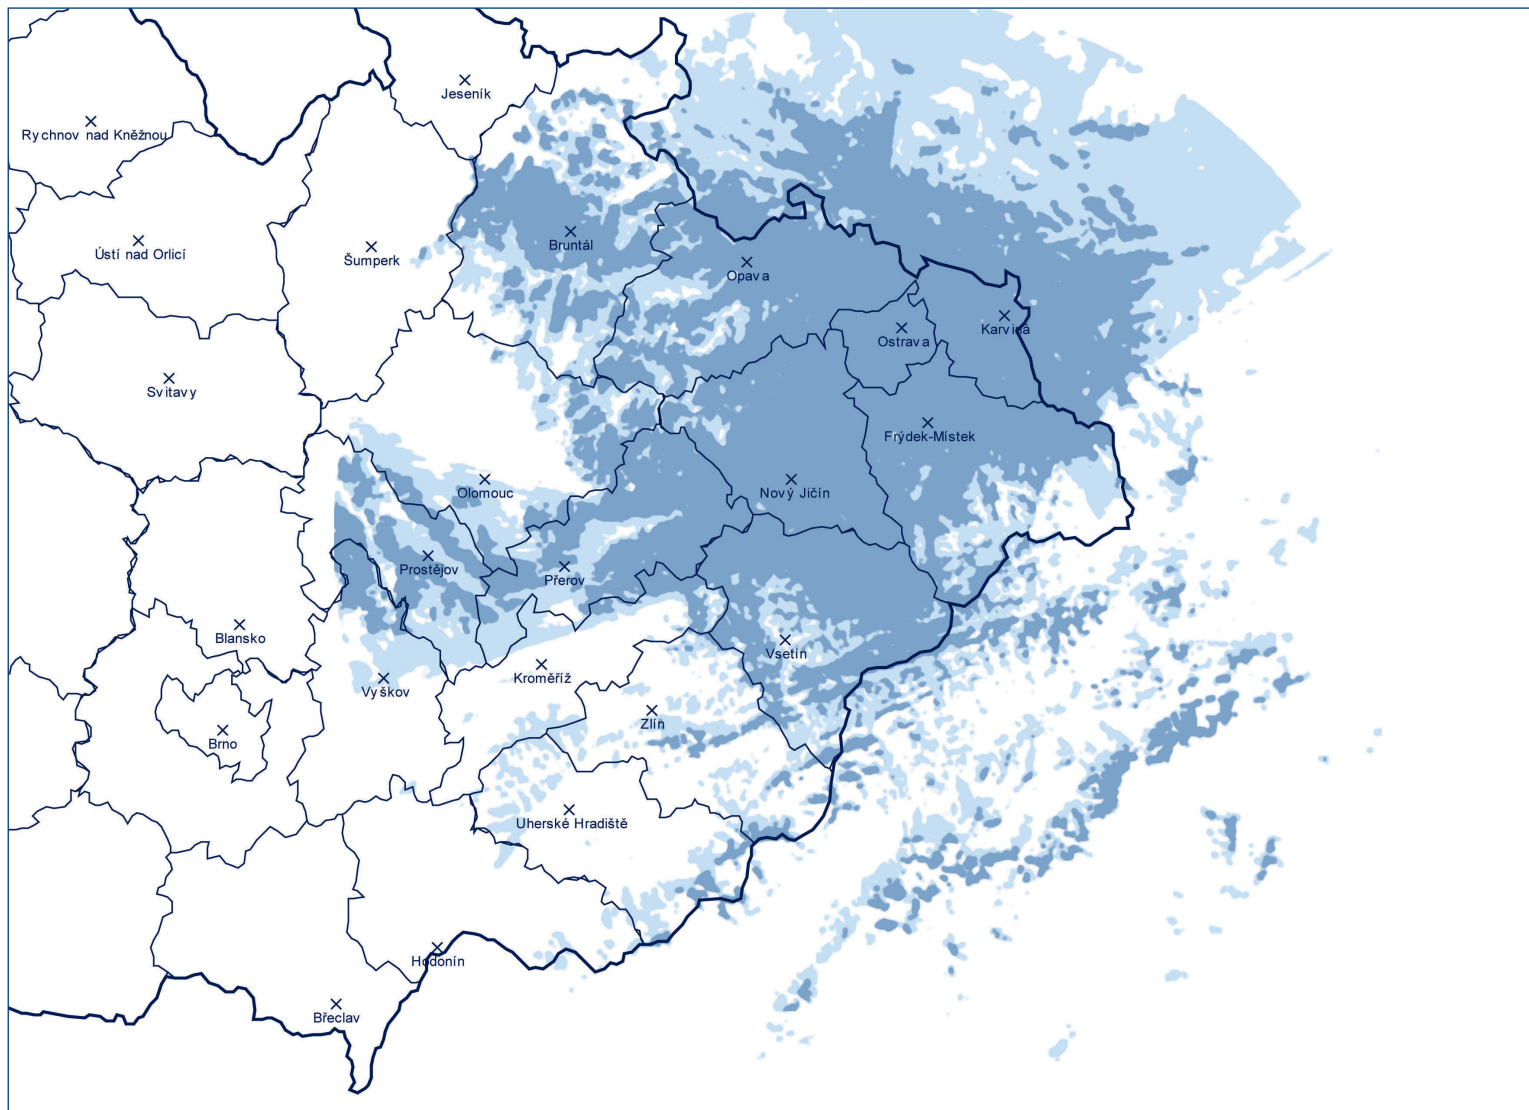 Jeseník
Rychnov nad Kněžnou
Ústí nad Orlicí
Šumperk
Bruntál
Opava
Karviná
Ostrava
Svitavy
Frýdek-Místek
Olomouc
Nový Jičín
Prostějov
Přerov
Blansko
Vsetín
Kroměříž
Vyškov
Zlín
Brno
Uherské Hradiště
Hodonín
Břeclav